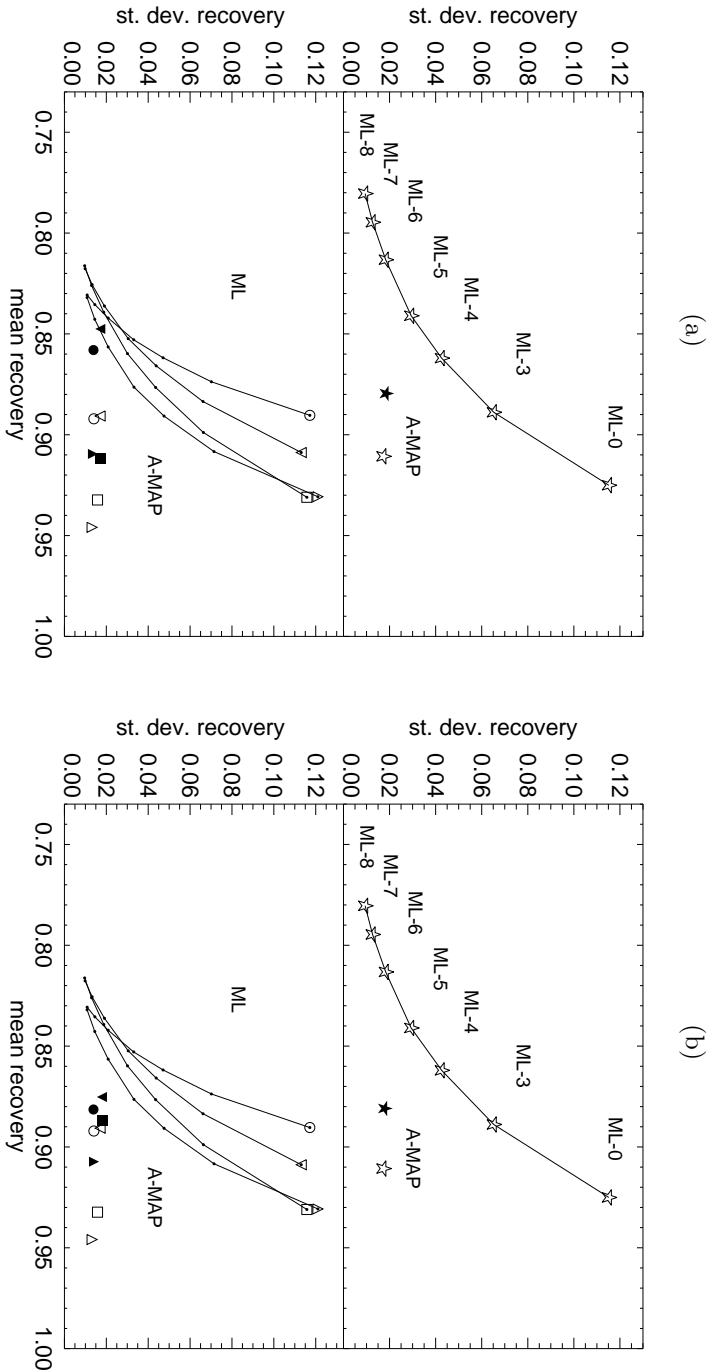 (a)
st. dev. recovery
0.12
0.10
0.08
0.06
0.04
0.02
0.00
ML-8
ML-7
ML-6
ML-5
ML-4
ML-3
ML-0
A-MAP
st. dev. recovery
0.12
0.10
0.08
0.06
0.04
0.02
0.00
ML
A-MAP
0.75
0.80
0.85
0.90
0.95
1.00
mean recovery
(b)
st. dev. recovery
0.12
0.10
0.08
0.06
0.04
0.02
0.00
ML-8
ML-7
ML-6
ML-5
ML-4
ML-3
ML-0
A-MAP
st. dev. recovery
0.12
0.10
0.08
0.06
0.04
0.02
0.00
ML
A-MAP
0.75
0.80
0.85
0.90
0.95
1.00
mean recovery